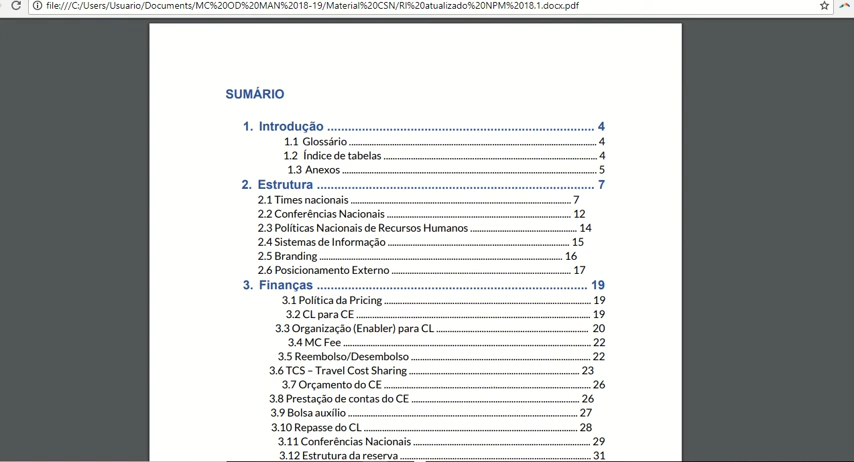 file:///C:/Users/Usuario/Documents/MC%20OD%20MAN%2018-19/Material%20CSN/RI%20atualizado%20NPM%2018.1.docx.pdf
SUMÁRIO
1. Introdução ................ 4
1.1 Glossário ................ 4
1.2 Índice de tabelas ................ 4
1.3 Anexos ................ 5
2. Estrutura ................ 7
2.1 Times nacionais ................ 7
2.2 Conferências Nacionais ................ 12
2.3 Políticas Nacionais de Recursos Humanos ................ 14
2.4 Sistemas de Informação ................ 15
2.5 Branding ................ 16
2.6 Posicionamento Externo ................ 17
3. Finanças ................ 19
3.1 Política da Pricing ................ 19
3.2 CL para CE ................ 19
3.3 Organização (Enabler) para CL ................ 20
3.4 MC Fee ................ 22
3.5 Reembolso/Desembolso ................ 22
3.6 TCS – Travel Cost Sharing ................ 23
3.7 Orçamento do CE ................ 26
3.8 Prestação de contas do CE ................ 26
3.9 Bolsa auxílio ................ 27
3.10 Repasse do CL ................ 28
3.11 Conferências Nacionais ................ 29
3.12 Estrutura da reserva ................ 31